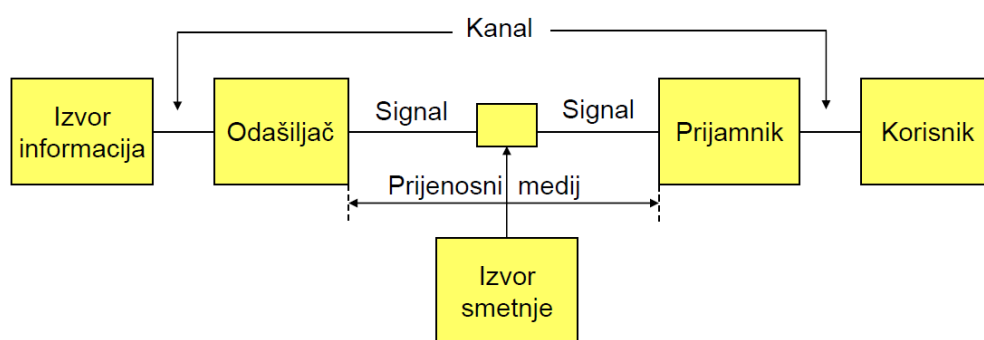 Kanal
Izvor
informacija
Odašiljač
Signal
Signal
Prijamnik
Korisnik
Prijenosni medij
Izvor
smetnje